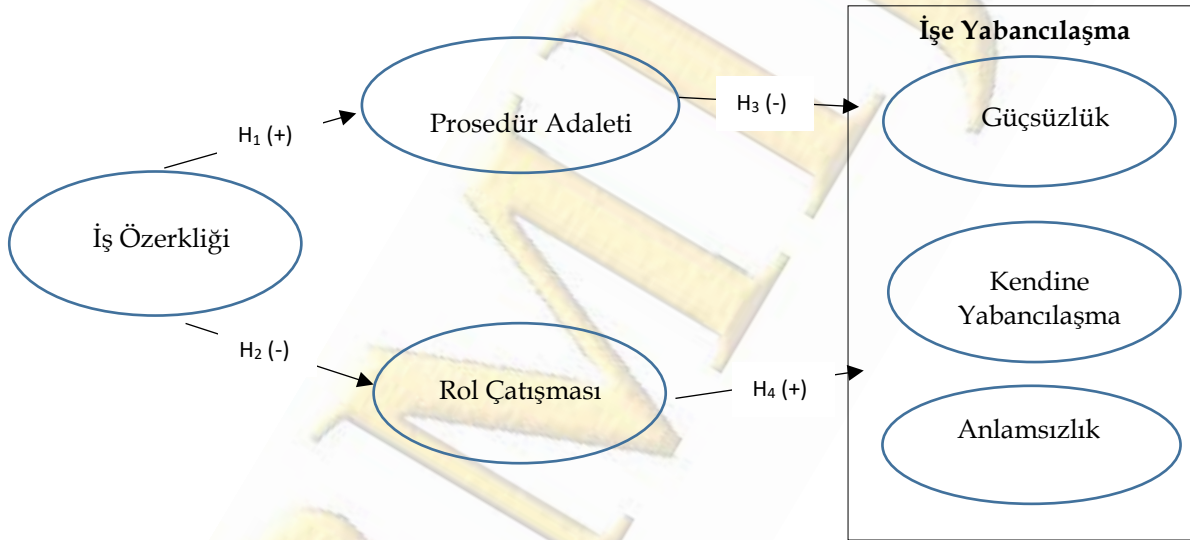 İşe Yabancılaşma
Güçsüzlük
H3 (-)
Prosedür Adaleti
H1 (+)
İş Özerkliği
Kendine
Yabancılaşma
H2 (-)
Rol Çatışması
H4 (+)
Anlamsızlık